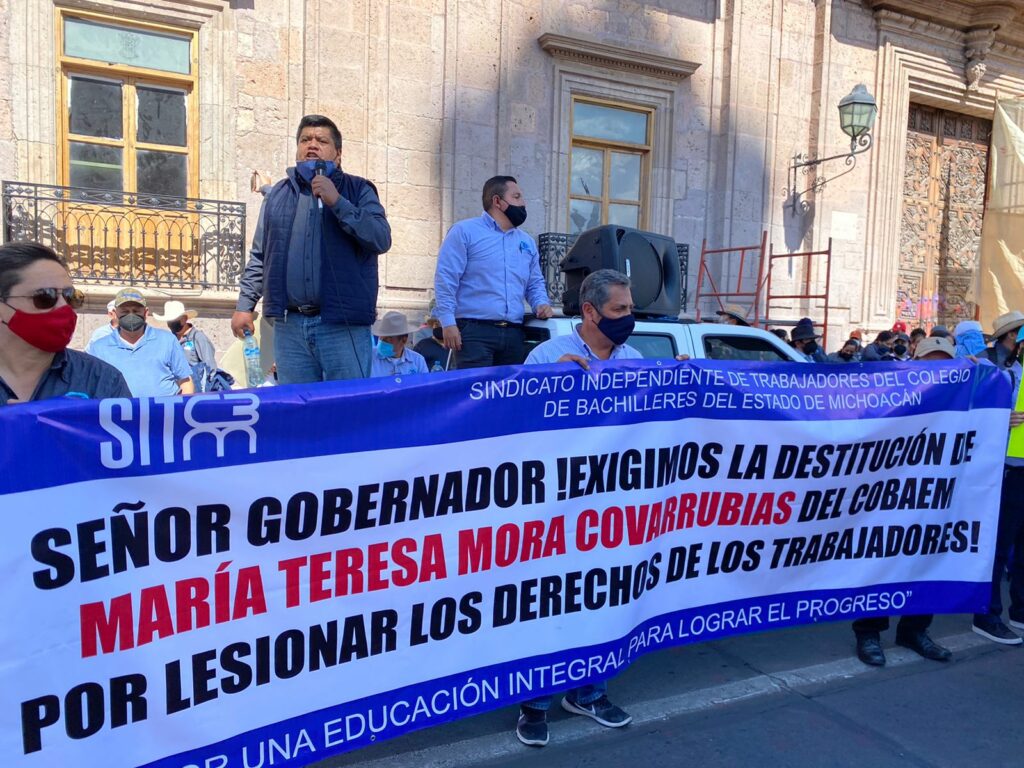 SINDICATO INDEPENDIENTE DE TRABAJADORES DEL COLEGIO
DE BACHILLERES DEL ESTADO DE MICHOACÁN
SEÑOR GOBERNADOR !EXIGIMOS LA DESTITUCIÓN DE
MARÍA TERESA MORA COVARRUBIAS DEL COBAEM
POR LESIONAR LOS DERECHOS DE LOS TRABAJADORES!
UNA EDUCACIÓN INTEGRAL PARA LOGRAR EL PROGRESO”